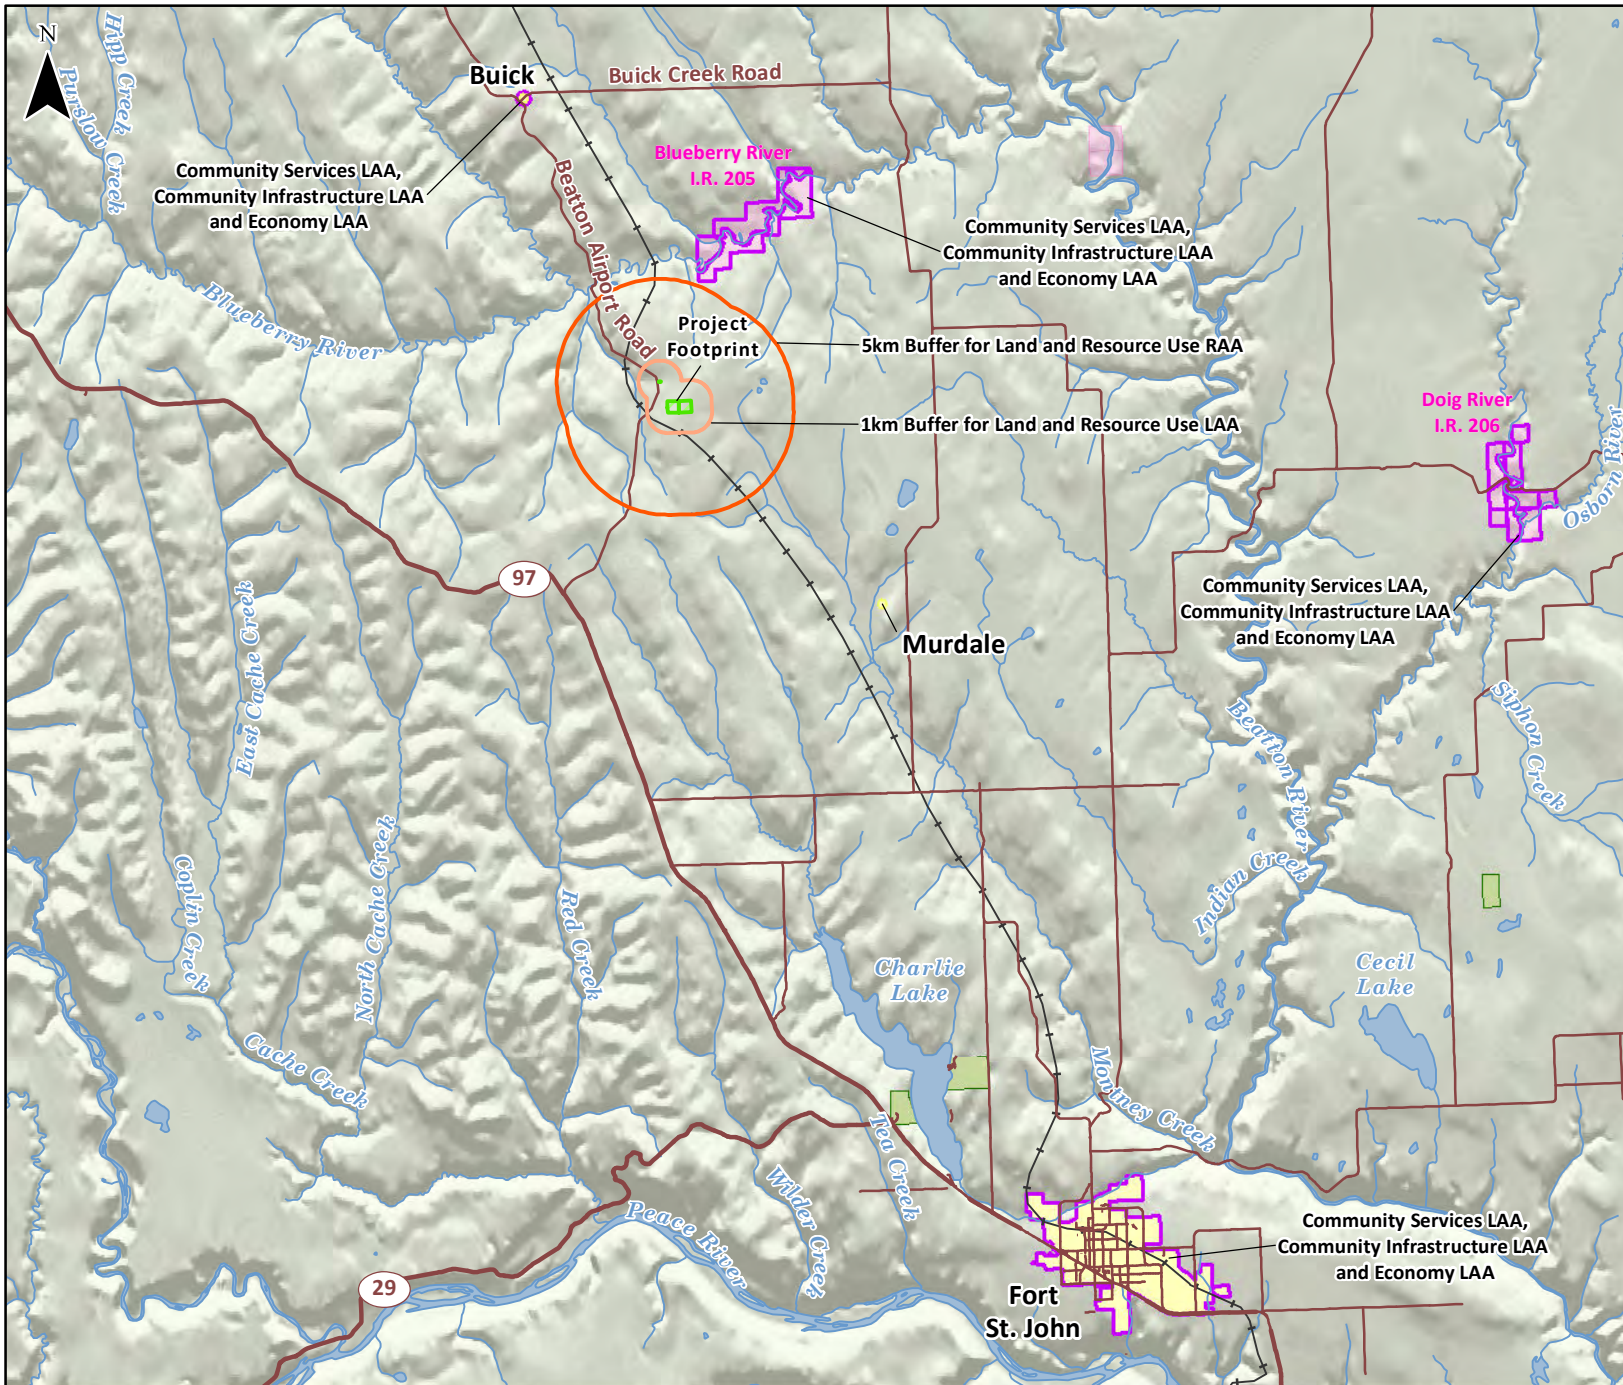 N
Hipp Creek
Purslow Creek
Buick
Buick Creek Road
Community Services LAA,
Community Infrastructure LAA
and Economy LAA
Beatton Airport Road
Blueberry River
I.R. 205
Community Services LAA,
Community Infrastructure LAA
and Economy LAA
Blueberry River
Project
Footprint
5km Buffer for Land and Resource Use RAA
1km Buffer for Land and Resource Use LAA
Doig River
I.R. 206
Osborn River
97
Community Services LAA,
Community Infrastructure LAA
and Economy LAA
Murdale
East Cache Creek
Beatton River
Siphon Creek
Coplin Creek
North Cache Creek
Red Creek
Indian Creek
Charlie
Lake
Cecil
Lake
Cache Creek
Montney Creek
Tea Creek
Wilder Creek
Peace River
29
Community Services LAA,
Community Infrastructure LAA
and Economy LAA
Fort
St. John